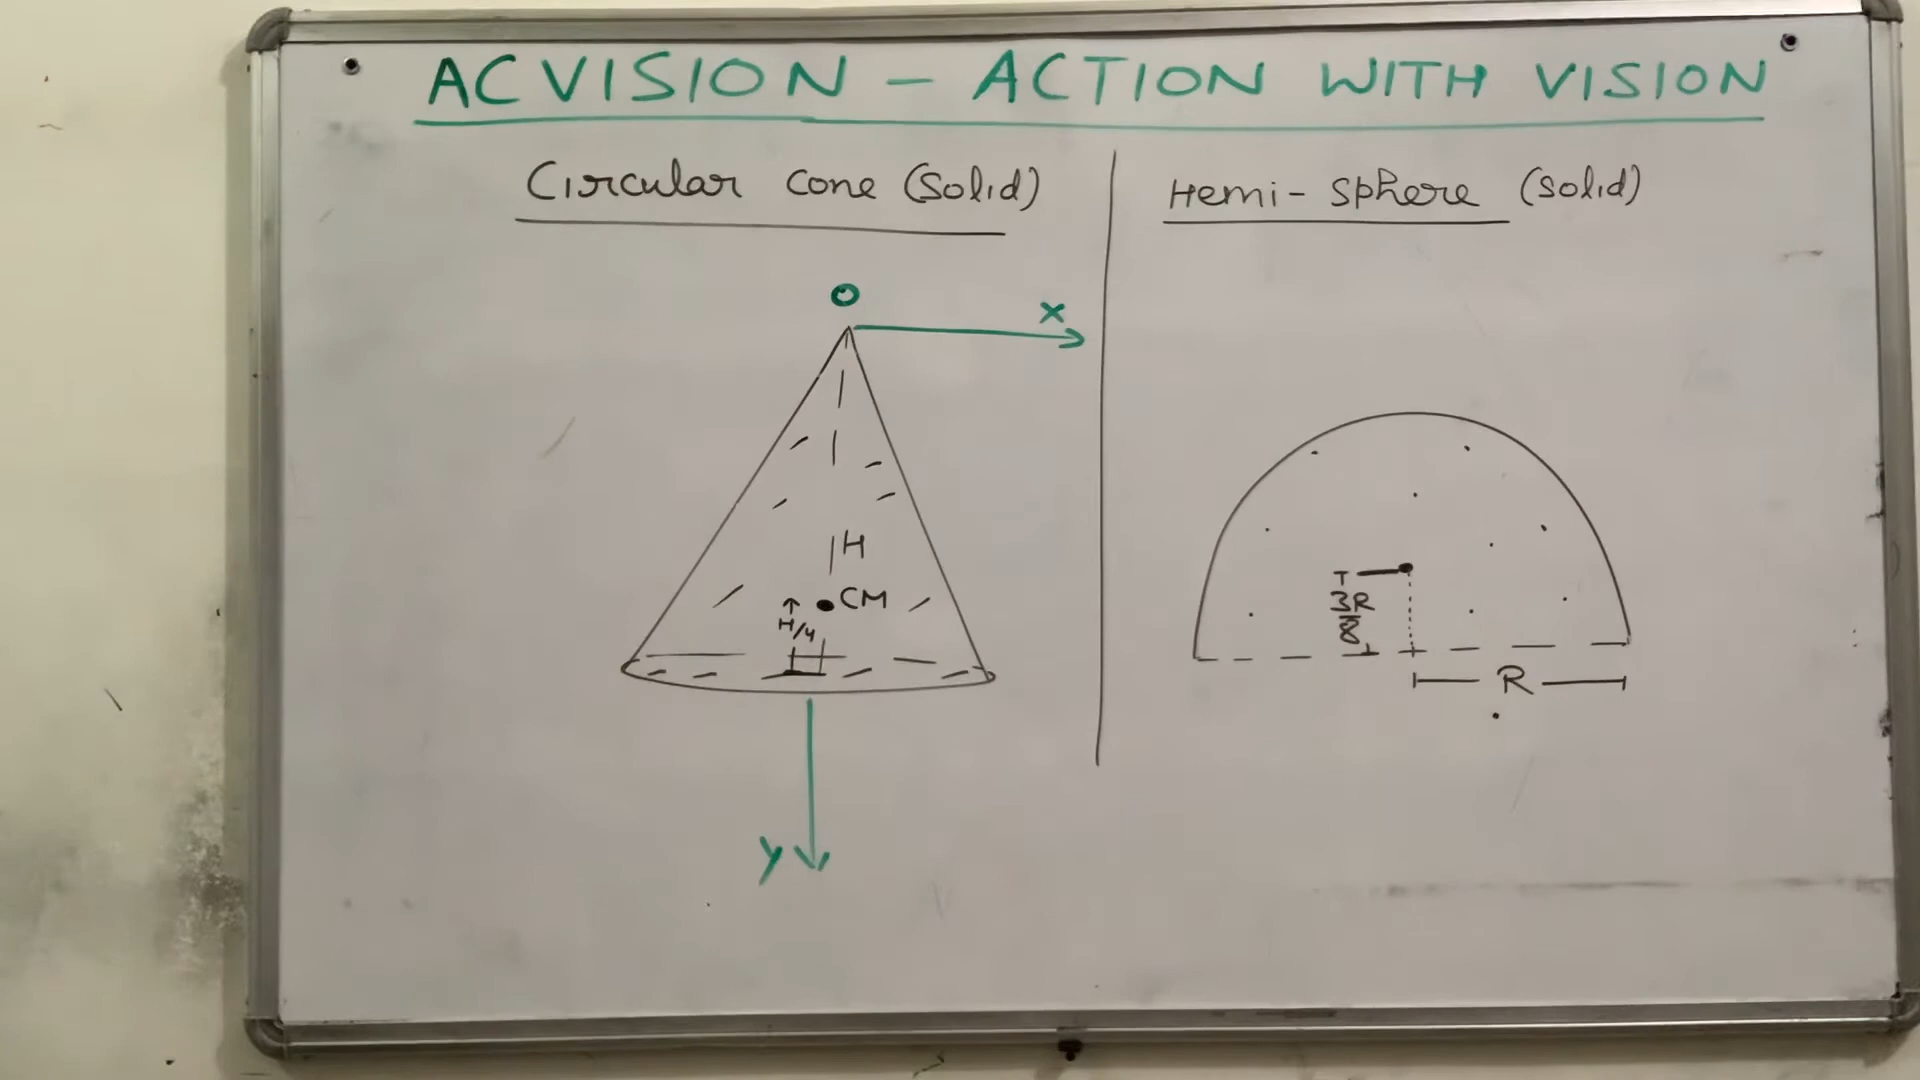 ACVISION - ACTION WITH VISION
Circular cone (Solid)
O
X
H
CM
H/4
y
Hemi-sphere (solid)
3R
8
R